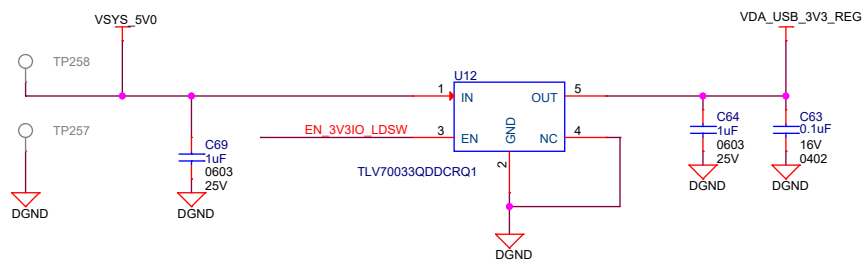 VSYS_5V0
VDA_USB_3V3_REG
TP258
U12
1
IN
OUT
5
TP257
C69
1uF
0603
25V
EN_3V3IO_LDSW
3
EN
GND
NC
4
2
C64
1uF
0603
25V
C63
0.1uF
16V
0402
TLV70033QDDCRQ1
DGND
DGND
DGND
DGND
DGND